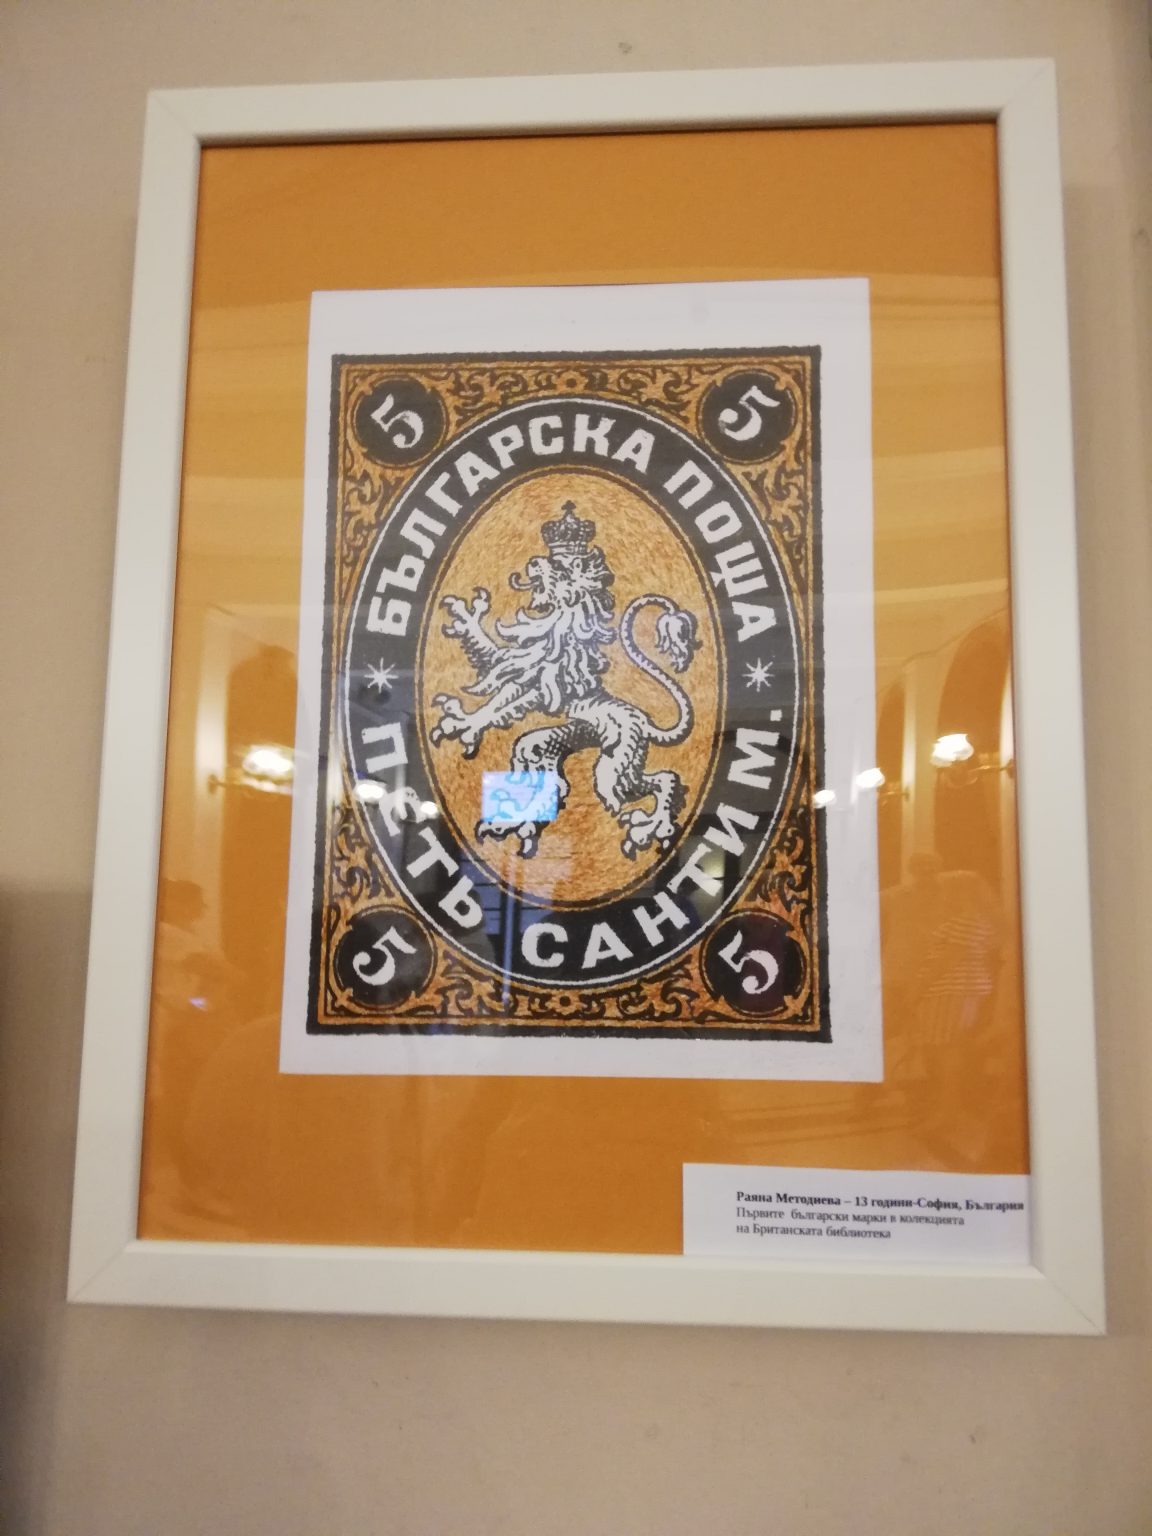 5 5
БЪЛГАРСКА ПОЩА
* *
ПЕТЬ САНТИМ.
5 5
Раяна Методиева – 13 години-София, България
Първите български марки в колекцията
на Британската библиотека